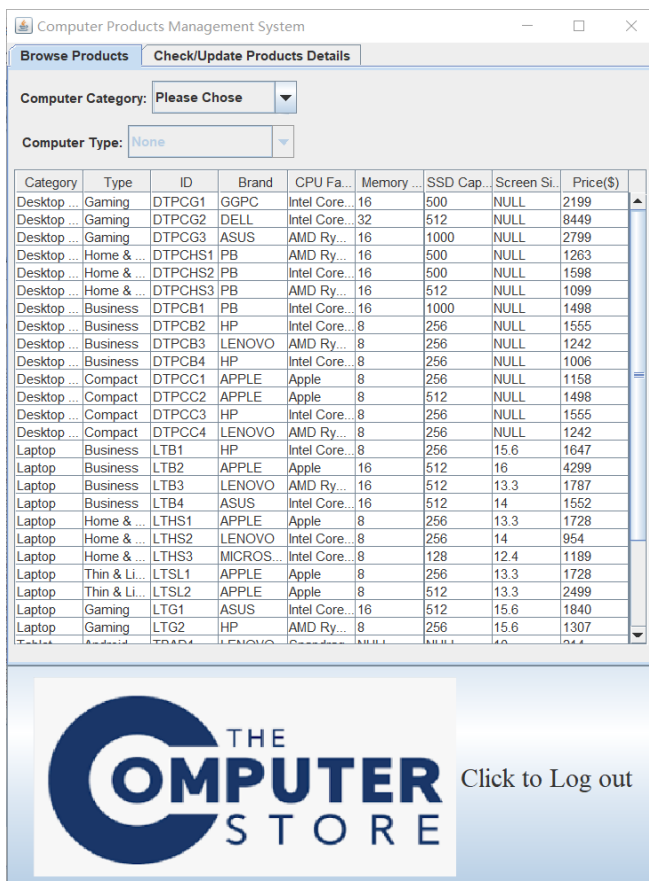 Computer Products Management System
Browse Products Check/Update Products Details
Computer Category: Please Chose
Computer Type: None
Category Type ID Brand CPU Fa... Memory ... SSD Cap... Screen Si... Price($)
Desktop ... Gaming DTPCG1 GGPC Intel Core... 16 500 NULL 2199
Desktop ... Gaming DTPCG2 DELL Intel Core... 32 512 NULL 8449
Desktop ... Gaming DTPCG3 ASUS AMD Ry... 16 1000 NULL 2799
Desktop ... Home & ... DTPCHS1 PB AMD Ry... 16 500 NULL 1263
Desktop ... Home & ... DTPCHS2 PB Intel Core... 16 500 NULL 1598
Desktop ... Home & ... DTPCHS3 PB AMD Ry... 16 512 NULL 1099
Desktop ... Business DTPCB1 PB Intel Core... 16 1000 NULL 1498
Desktop ... Business DTPCB2 HP Intel Core... 8 256 NULL 1555
Desktop ... Business DTPCB3 LENOVO AMD Ry... 8 256 NULL 1242
Desktop ... Business DTPCB4 HP Intel Core... 8 256 NULL 1006
Desktop ... Compact DTPCC1 APPLE Apple 8 256 NULL 1158
Desktop ... Compact DTPCC2 APPLE Apple 8 512 NULL 1498
Desktop ... Compact DTPCC3 HP Intel Core... 8 256 NULL 1555
Desktop ... Compact DTPCC4 LENOVO AMD Ry... 8 256 NULL 1242
Laptop Business LTB1 HP Intel Core... 8 256 15.6 1647
Laptop Business LTB2 APPLE Apple 16 512 16 4299
Laptop Business LTB3 LENOVO AMD Ry... 16 512 13.3 1787
Laptop Business LTB4 ASUS Intel Core... 16 512 14 1552
Laptop Home & ... LTHS1 APPLE Apple 8 256 13.3 1728
Laptop Home & ... LTHS2 LENOVO Intel Core... 8 256 14 954
Laptop Home & ... LTHS3 MICROS... Intel Core... 8 128 12.4 1189
Laptop Thin & Li... LTSL1 APPLE Apple 8 256 13.3 1728
Laptop Thin & Li... LTSL2 APPLE Apple 8 512 13.3 2499
Laptop Gaming LTG1 ASUS Intel Core... 16 512 15.6 1840
Laptop Gaming LTG2 HP AMD Ry... 8 256 15.6 1307
THE
COMPUTER
STORE
Click to Log out